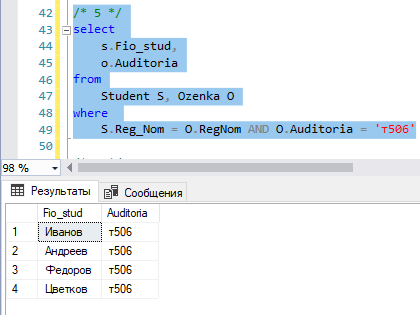 42 /* 5 */
43 select
44 s.Fio_stud,
45 o.Auditoria
46 from
47 Student S, Ozenka O
48 where
49 S.Reg_Nom = O.RegNom AND O.Auditoria = 'т506'
50
98 %
Результаты Сообщения
Fio_stud Auditoria
1 Иванов т506
2 Андреев т506
3 Федоров т506
4 Цветков т506